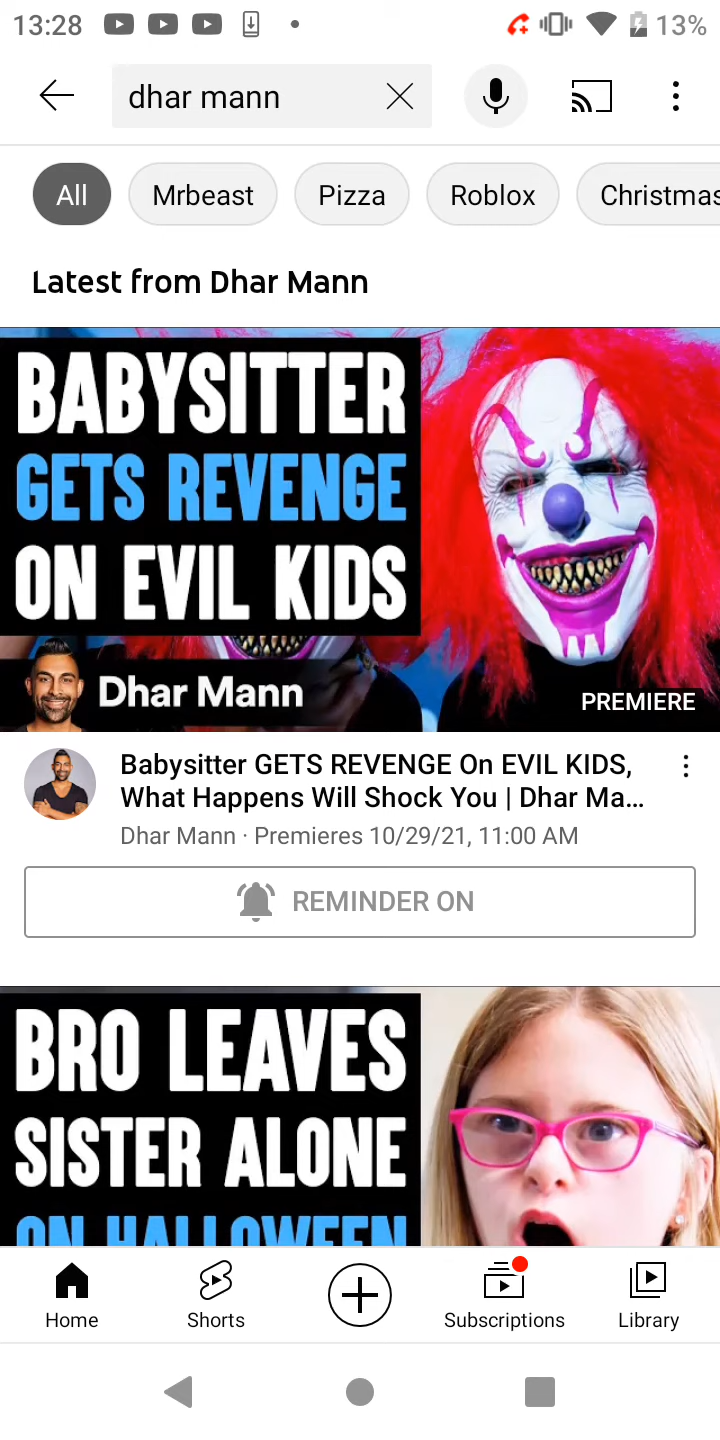 13:28
13%
dhar mann
All Mrbeast Pizza Roblox Christmas
Latest from Dhar Mann
BABYSITTER
GETS REVENGE
ON EVIL KIDS
Dhar Mann
PREMIERE
Babysitter GETS REVENGE On EVIL KIDS,
What Happens Will Shock You | Dhar Ma...
Dhar Mann · Premieres 10/29/21, 11:00 AM
REMINDER ON
BRO LEAVES
SISTER ALONE
ON HALLOWEEN
Home Shorts Subscriptions Library